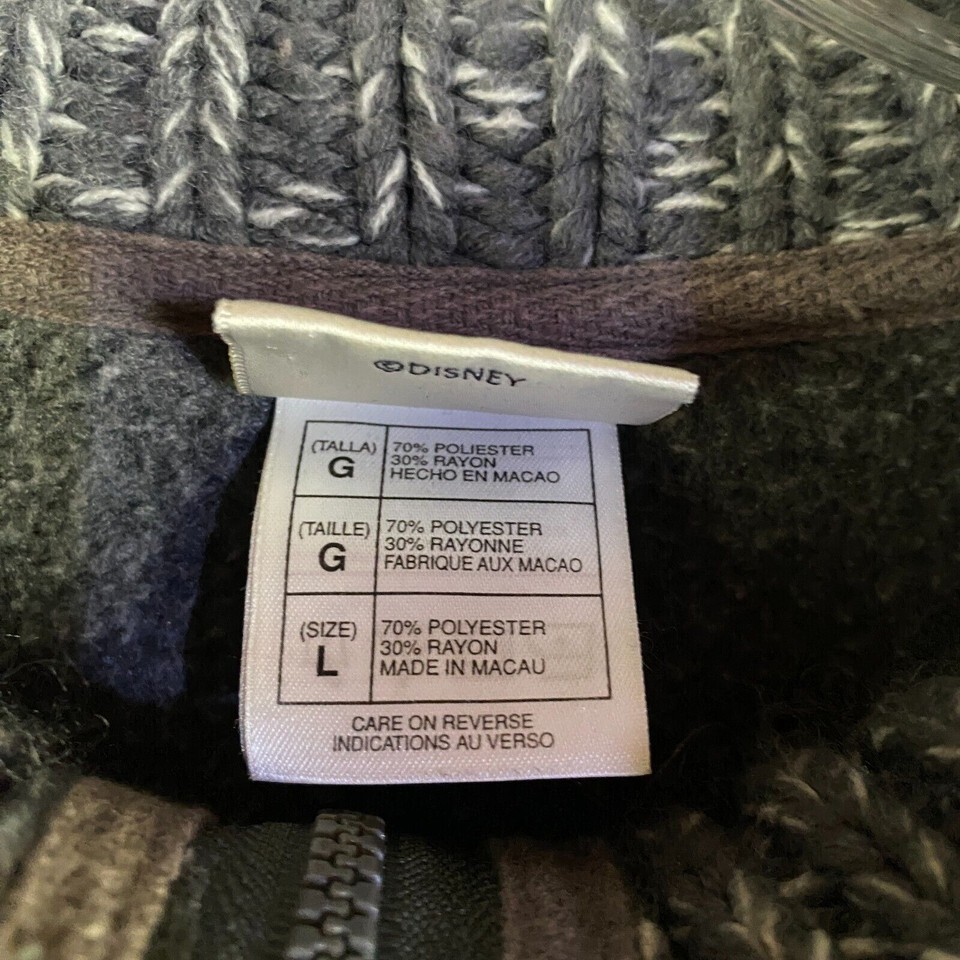 ©DISNEY
(TALLA)
G
70% POLIESTER
30% RAYON
HECHO EN MACAO
(TAILLE)
G
70% POLYESTER
30% RAYONNE
FABRIQUE AUX MACAO
(SIZE)
L
70% POLYESTER
30% RAYON
MADE IN MACAU
CARE ON REVERSE
INDICATIONS AU VERSO